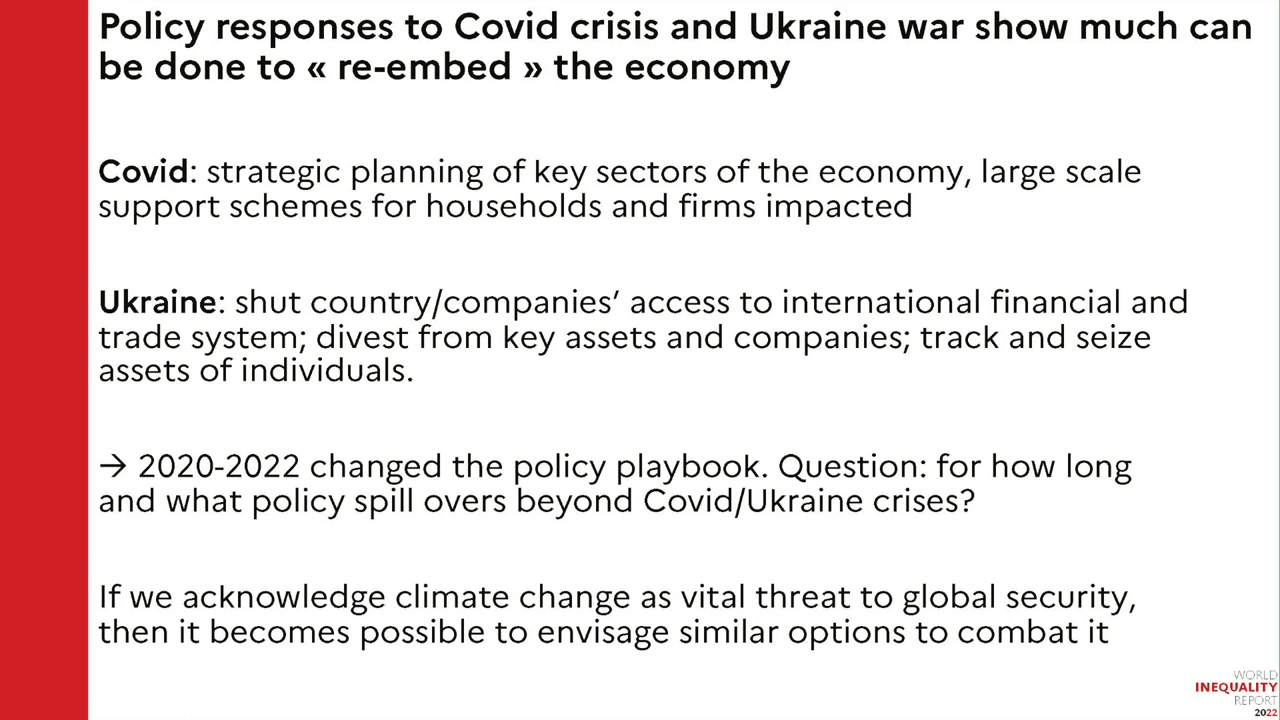 Policy responses to Covid crisis and Ukraine war show much can
be done to « re-embed » the economy
Covid: strategic planning of key sectors of the economy, large scale
support schemes for households and firms impacted
Ukraine: shut country/companies’ access to international financial and
trade system; divest from key assets and companies; track and seize
assets of individuals.
→ 2020-2022 changed the policy playbook. Question: for how long
and what policy spill overs beyond Covid/Ukraine crises?
If we acknowledge climate change as vital threat to global security,
then it becomes possible to envisage similar options to combat it
WORLD
INEQUALITY
REPORT
2022